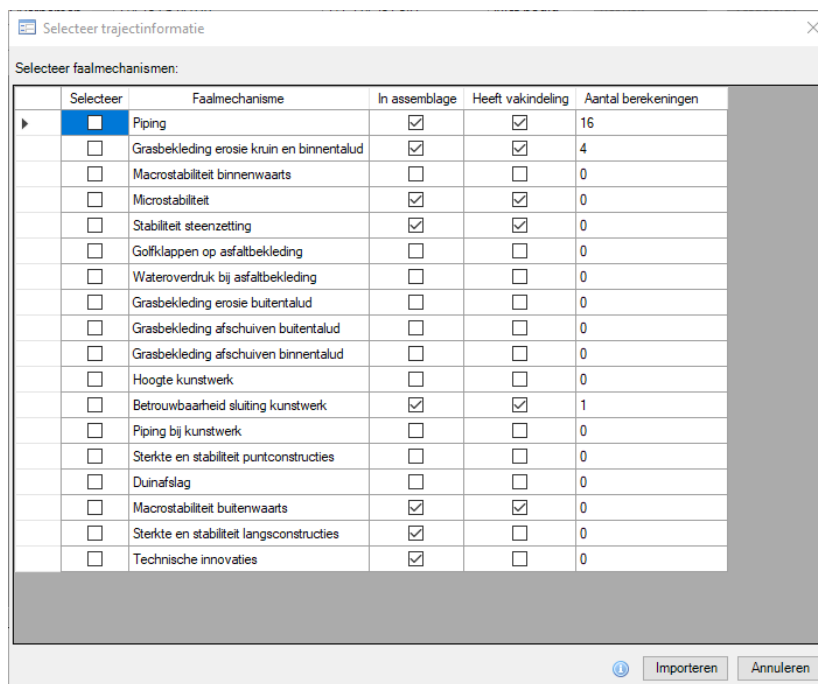 Selecteer trajectinformatie
Selecteer faalmechanismen:
Selecteer Faalmechanisme In assemblage Heeft vakindeling Aantal berekeningen
Piping 16
Grasbekleding erosie kruin en binnentalud 4
Macrostabiliteit binnenwaarts 0
Microstabiliteit 0
Stabiliteit steenzetting 0
Golfklappen op asfaltbekleding 0
Wateroverdruk bij asfaltbekleding 0
Grasbekleding erosie buitentalud 0
Grasbekleding afschuiven buitentalud 0
Grasbekleding afschuiven binnentalud 0
Hoogte kunstwerk 0
Betrouwbaarheid sluiting kunstwerk 1
Piping bij kunstwerk 0
Sterkte en stabiliteit puntconstructies 0
Duinafslag 0
Macrostabiliteit buitenwaarts 0
Sterkte en stabiliteit langsconstructies 0
Technische innovaties 0
Importeren Annuleren